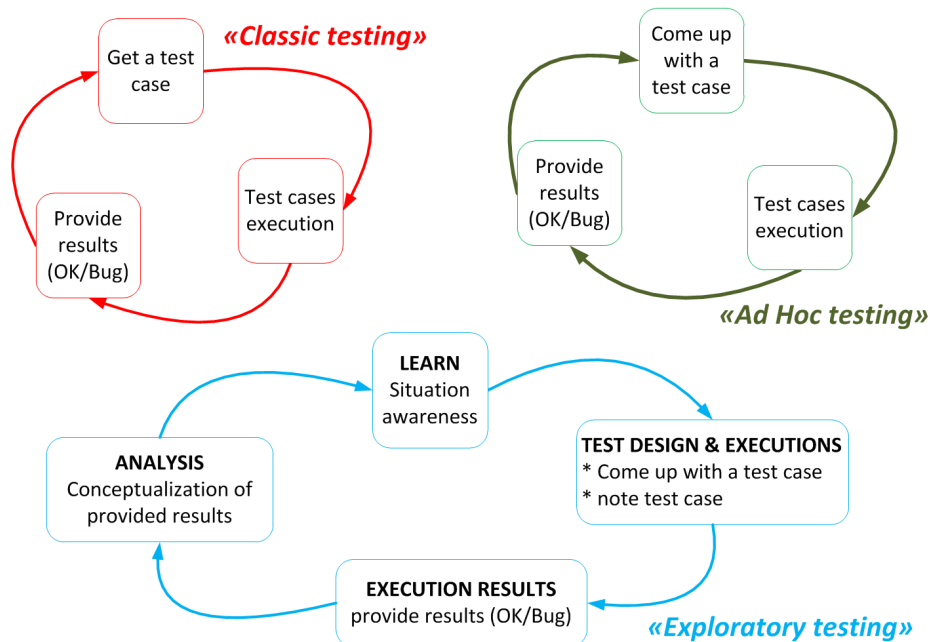 «Classic testing»
Get a test
case
Test cases
execution
Provide
results
(OK/Bug)
Come up
with a
test case
Test cases
execution
Provide
results
(OK/Bug)
«Ad Hoc testing»
LEARN
Situation
awareness
TEST DESIGN & EXECUTIONS
* Come up with a test case
* note test case
EXECUTION RESULTS
provide results (OK/Bug)
ANALYSIS
Conceptualization of
provided results
«Exploratory testing»